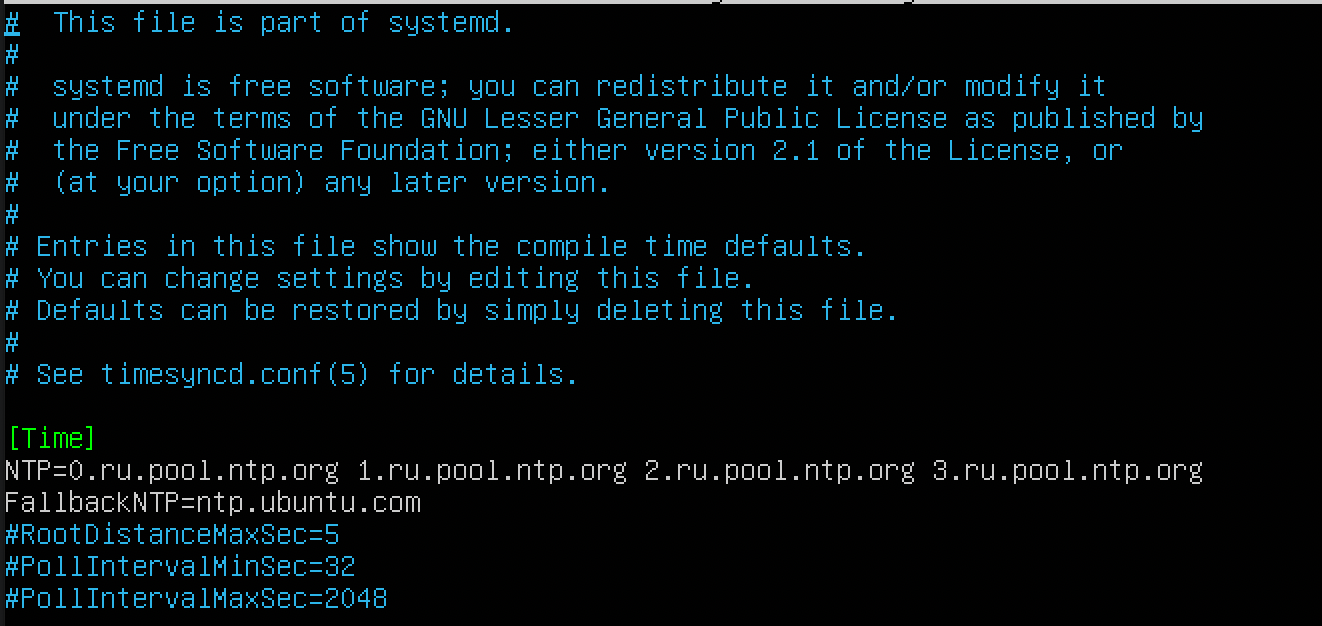 #  This file is part of systemd.
#
#  systemd is free software; you can redistribute it and/or modify it
#  under the terms of the GNU Lesser General Public License as published by
#  the Free Software Foundation; either version 2.1 of the License, or
#  (at your option) any later version.
#
# Entries in this file show the compile time defaults.
# You can change settings by editing this file.
# Defaults can be restored by simply deleting this file.
#
# See timesyncd.conf(5) for details.

[Time]
NTP=0.ru.pool.ntp.org 1.ru.pool.ntp.org 2.ru.pool.ntp.org 3.ru.pool.ntp.org
FallbackNTP=ntp.ubuntu.com
#RootDistanceMaxSec=5
#PollIntervalMinSec=32
#PollIntervalMaxSec=2048